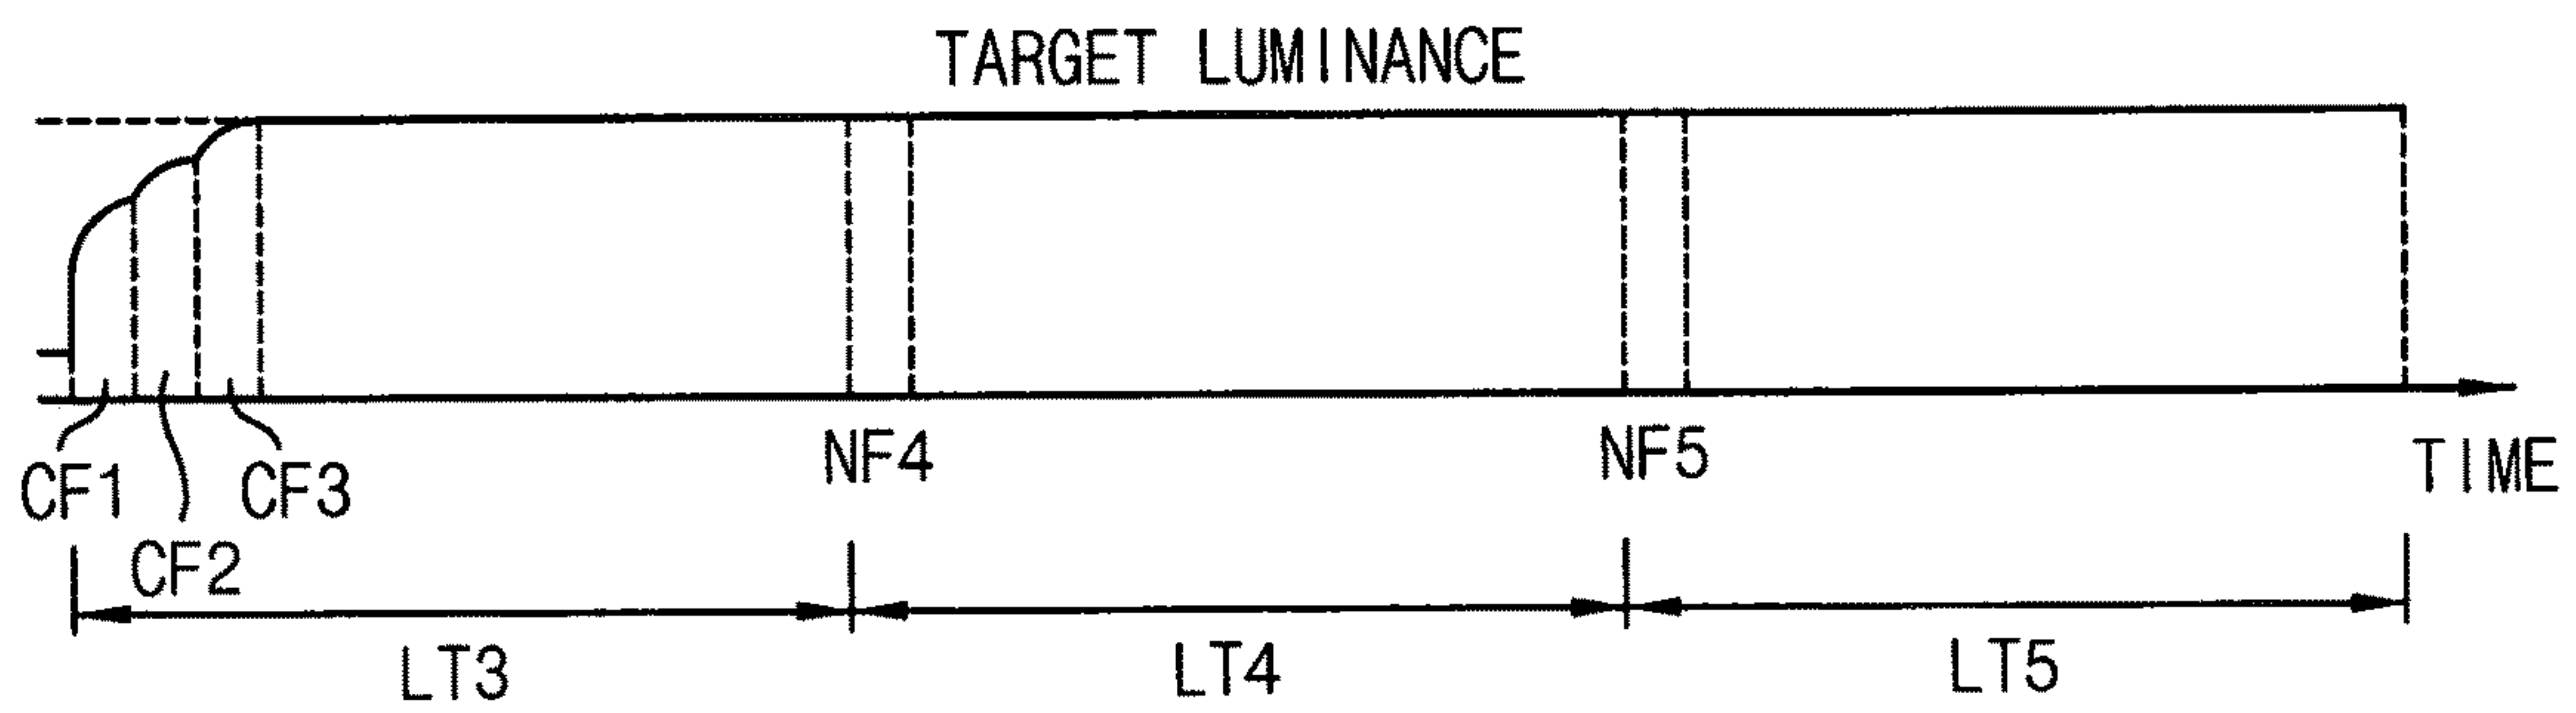 TARGET LUMINANCE
NF4 NF5 TIME
CF1 CF3
CF2
LT3 LT4 LT5